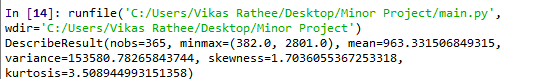 In [14]: runfile('C:/Users/Vikas Rathee/Desktop/Minor Project/main.py',
wdir='C:/Users/Vikas Rathee/Desktop/Minor Project')
DescribeResult(nobs=365, minmax=(382.0, 2801.0), mean=963.331506849315,
variance=153580.78265843744, skewness=1.7036055367253318,
kurtosis=3.508944993151358)